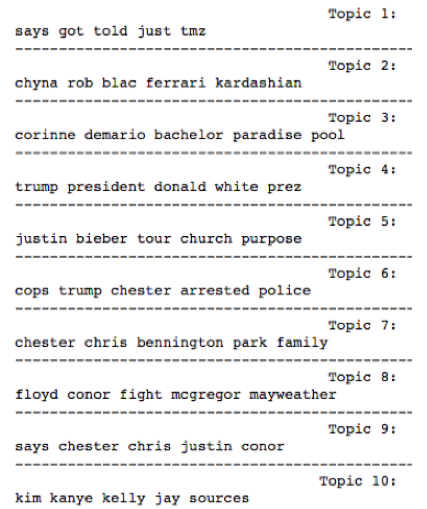 Topic 1:
says got told just tmz
------------------------------------------------
Topic 2:
chyna rob blac ferrari kardashian
------------------------------------------------
Topic 3:
corinne demario bachelor paradise pool
------------------------------------------------
Topic 4:
trump president donald white prez
------------------------------------------------
Topic 5:
justin bieber tour church purpose
------------------------------------------------
Topic 6:
cops trump chester arrested police
------------------------------------------------
Topic 7:
chester chris bennington park family
------------------------------------------------
Topic 8:
floyd conor fight mcgregor mayweather
------------------------------------------------
Topic 9:
says chester chris justin conor
------------------------------------------------
Topic 10:
kim kanye kelly jay sources